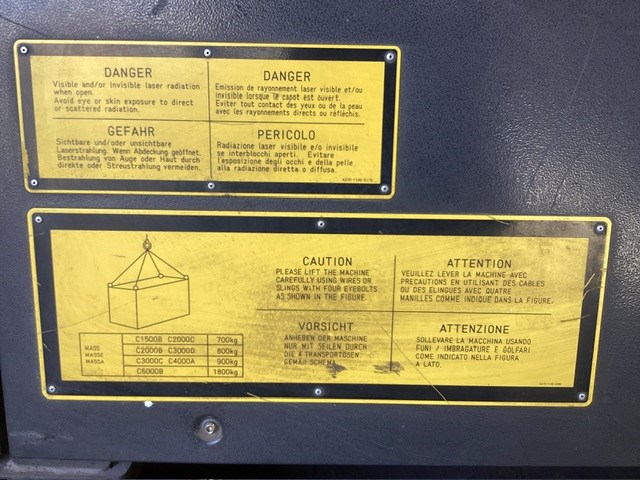 DANGER
Visible and/or Invisible laser radiation
when open.
Avoid eye or skin exposure to direct
or scattered radiation.
DANGER
Emission de rayonnement laser visible et/ou
invisible lorsque le capot est ouvert.
Eviter tout contact des yeux ou de la peau
avec les rayonnements directs ou réfléchis.
GEFAHR
Sichtbare und/oder unsichtbare
Laserstrahlung. Wenn Abdeckung geöffnet,
Bestrahlung von Auge oder Haut durch
direkte oder Streustrahlung vermeiden.
PERICOLO
Radiazione laser visibile e/o invisibile
se interblocchi aperti. Evitare
l'esposizione degli occhi e della pelle
alla radiazione diretta o diffusa.
CAUTION
PLEASE LIFT THE MACHINE
CAREFULLY USING WIRES OR
SLINGS WITH FOUR EYEBOLTS
AS SHOWN IN THE FIGURE.
ATTENTION
VEUILLEZ LEVER LA MACHINE AVEC
PRECAUTIONS EN UTILISANT DES CABLES
OU DES ELINGUES AVEC QUATRE
MANILLES COMME INDIQUÉ DANS LA FIGURE.
MASS
MASSE
MASSA
C1500B C2000C 700kg
C2000B C3000D 800kg
C3000C C4000A 900kg
C6000B 1800kg
VORSICHT
ANHEBEN DER MASCHINE
NUR MIT SEILEN DURCH
DIE 4 TRANSPORTÖSEN
GEMÄß SCHEMA
ATTENZIONE
SOLLEVARE LA MACCHINA USANDO
FUNI / IMBRAGATURE E GOLFARI
COME INDICATO NELLA FIGURA
A LATO.